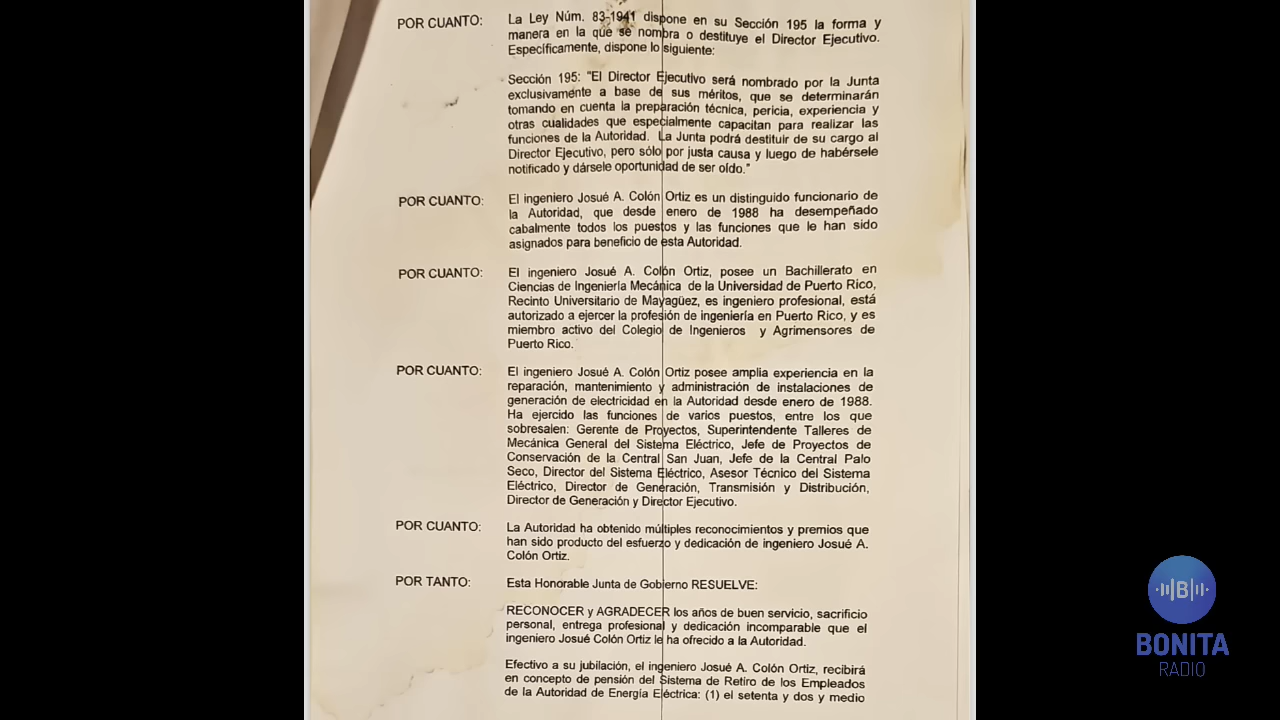 POR CUANTO: La Ley Núm. 83-1941 dispone en su Sección 195 la forma y
manera en la que se nombra o destituye el Director Ejecutivo.
Específicamente, dispone lo siguiente:
Sección 195: "El Director Ejecutivo será nombrado por la Junta
exclusivamente a base de sus méritos, que se determinarán
tomando en cuenta la preparación técnica, pericia, experiencia y
otras cualidades que especialmente capacitan para realizar las
funciones de la Autoridad. La Junta podrá destituir de su cargo al
Director Ejecutivo, pero sólo por justa causa y luego de habérsele
notificado y dársele oportunidad de ser oído."
POR CUANTO: El ingeniero Josué A. Colón Ortiz es un distinguido funcionario de
la Autoridad, que desde enero de 1988 ha desempeñado
cabalmente todos los puestos y las funciones que le han sido
asignados para beneficio de esta Autoridad.
POR CUANTO: El ingeniero Josué A. Colón Ortiz, posee un Bachillerato en
Ciencias de Ingeniería Mecánica de la Universidad de Puerto Rico,
Recinto Universitario de Mayagüez, es ingeniero profesional, está
autorizado a ejercer la profesión de ingeniería en Puerto Rico, y es
miembro activo del Colegio de Ingenieros y Agrimensores de
Puerto Rico.
POR CUANTO: El ingeniero Josué A. Colón Ortiz posee amplia experiencia en la
reparación, mantenimiento y administración de instalaciones de
generación de electricidad en la Autoridad desde enero de 1988.
Ha ejercido las funciones de varios puestos, entre los que
sobresalen: Gerente de Proyectos, Superintendente Talleres de
Mecánica General del Sistema Eléctrico, Jefe de Proyectos de
Conservación de la Central San Juan, Jefe de la Central Palo
Seco, Director del Sistema Eléctrico, Asesor Técnico del Sistema
Eléctrico, Director de Generación, Transmisión y Distribución,
Director de Generación y Director Ejecutivo.
POR CUANTO: La Autoridad ha obtenido múltiples reconocimientos y premios que
han sido producto del esfuerzo y dedicación de ingeniero Josué A.
Colón Ortiz.
POR TANTO: Esta Honorable Junta de Gobierno RESUELVE:
RECONOCER y AGRADECER los años de buen servicio, sacrificio
personal, entrega profesional y dedicación incomparable que el
ingeniero Josué Colón Ortiz le ha ofrecido a la Autoridad.
Efectivo a su jubilación, el ingeniero Josué A. Colón Ortiz, recibirá
en concepto de pensión del Sistema de Retiro de los Empleados
de la Autoridad de Energía Eléctrica: (1) el setenta y dos y medio
B
BONITA
RADIO